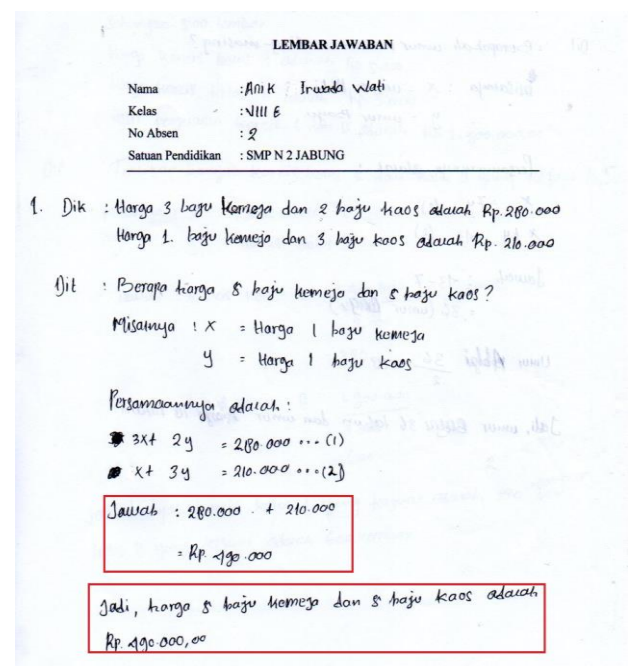 LEMBAR JAWABAN
Nama : Anik Irwada Wati
Kelas : VIII E
No Absen : 2
Satuan Pendidikan : SMP N 2 JABUNG
1. Dik : Harga 3 baju kemeja dan 2 baju kaos adalah Rp. 280.000
Harga 1. baju kemeja dan 3 baju kaos adalah Rp. 210.000
Dit : Berapa harga 5 baju kemeja dan 5 baju kaos ?
Misalnya : x = Harga 1 baju kemeja
y = Harga 1 baju kaos
Persamaannya adalah :
3x + 2y = 280.000 ... (1)
x + 3y = 210.000 ... (2)
Jawab : 280.000 + 210.000
= Rp. 490.000
Jadi, harga 5 baju kemeja dan 5 baju kaos adalah
Rp. 490.000,00